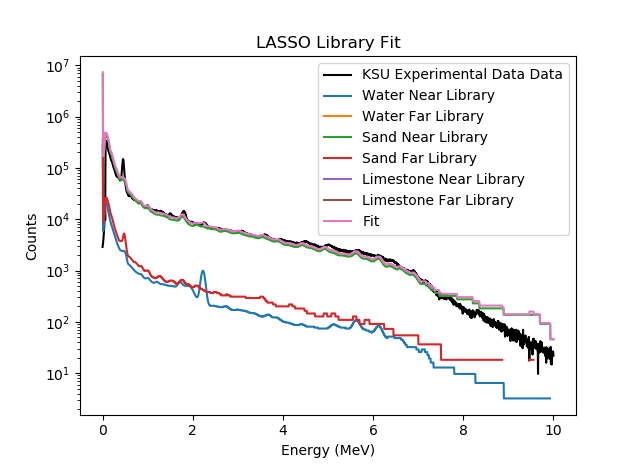 LASSO Library Fit
KSU Experimental Data Data
Water Near Library
Water Far Library
Sand Near Library
Sand Far Library
Limestone Near Library
Limestone Far Library
Fit
Counts
10⁷
10⁶
10⁵
10⁴
10³
10²
10¹
0 2 4 6 8 10
Energy (MeV)